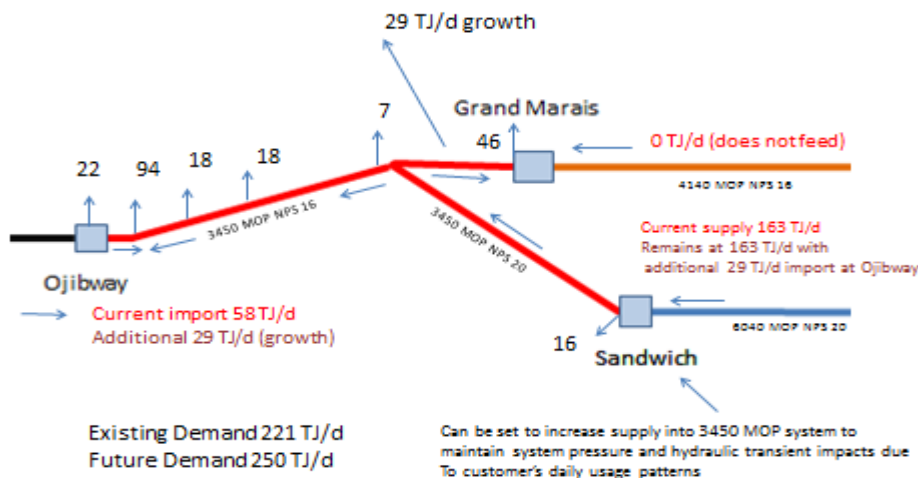 29 TJ/d growth
Grand Marais
7
46
0 TJ/d (does not feed)
22
94
18
18
4140 MOP NPS 16
3450 MOP NPS 16
3450 MOP NPS 20
Current supply 163 TJ/d
Remains at 163 TJ/d with
additional 29 TJ/d import at Ojibway
Ojibway
Current import 58 TJ/d
Additional 29 TJ/d (growth)
6040 MOP NPS 20
16
Sandwich
Existing Demand 221 TJ/d
Future Demand 250 TJ/d
Can be set to increase supply into 3450 MOP system to
maintain system pressure and hydraulic transient impacts due
To customer's daily usage patterns